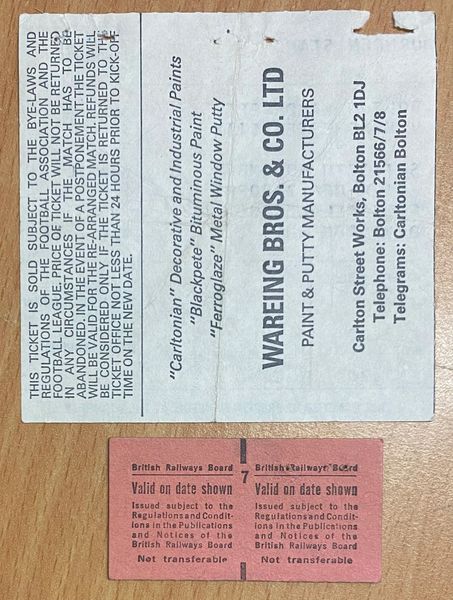 THIS TICKET IS SOLD SUBJECT TO THE BYE-LAWS AND
REGULATIONS OF THE FOOTBALL ASSOCIATION AND THE
FOOTBALL LEAGUE. PRICE OF TICKET WILL NOT BE RETURNED
IN ANY CIRCUMSTANCES IF THE MATCH HAS TO BE
ABANDONED. IN THE EVENT OF A POSTPONEMENT THE TICKET
WILL BE VALID FOR THE RE-ARRANGED MATCH. REFUNDS WILL
BE CONSIDERED ONLY IF THE TICKET IS RETURNED TO THE
TICKET OFFICE NOT LESS THAN 24 HOURS PRIOR TO KICK-OFF
TIME ON THE NEW DATE.
"Carltonian" Decorative and Industrial Paints
"Blackpete" Bituminous Paint
"Ferroglaze" Metal Window Putty
WAREING BROS. & CO. LTD
PAINT & PUTTY MANUFACTURERS
Carlton Street Works, Bolton BL2 1DJ
Telephone: Bolton 21566/7/8
Telegrams: Carltonian Bolton
British Railways Board
Valid on date shown
Issued subject to the
Regulations and Condit-
ions in the Publications
and Notices of the
British Railways Board
Not transferable
7
British Railways Board
Valid on date shown
Issued subject to the
Regulations and Condit-
ions in the Publications
and Notices of the
British Railways Board
Not transferable